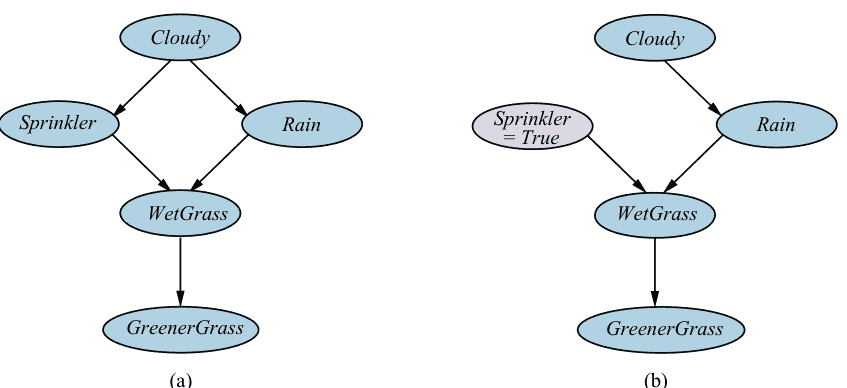 Cloudy
Sprinkler
Rain
WetGrass
GreenerGrass
(a)
Cloudy
Sprinkler
= True
Rain
WetGrass
GreenerGrass
(b)